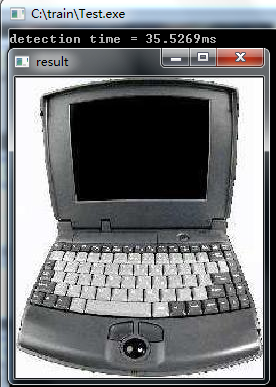 C:\train\Test.exe
detection time = 35.5269ms
result